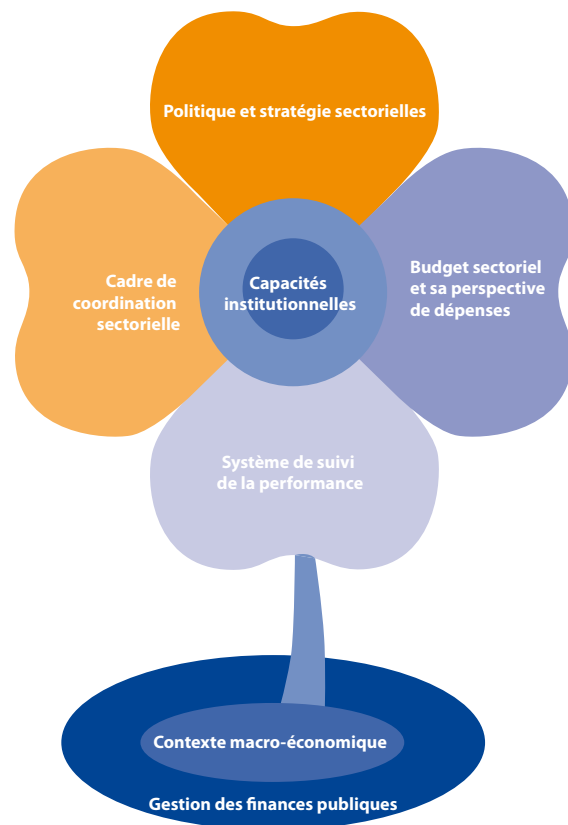 Politique et stratégie sectorielles
Cadre de
coordination
sectorielle
Capacités
institutionnelles
Budget sectoriel
et sa perspective
de dépenses
Système de suivi
de la performance
Contexte macro-économique
Gestion des finances publiques